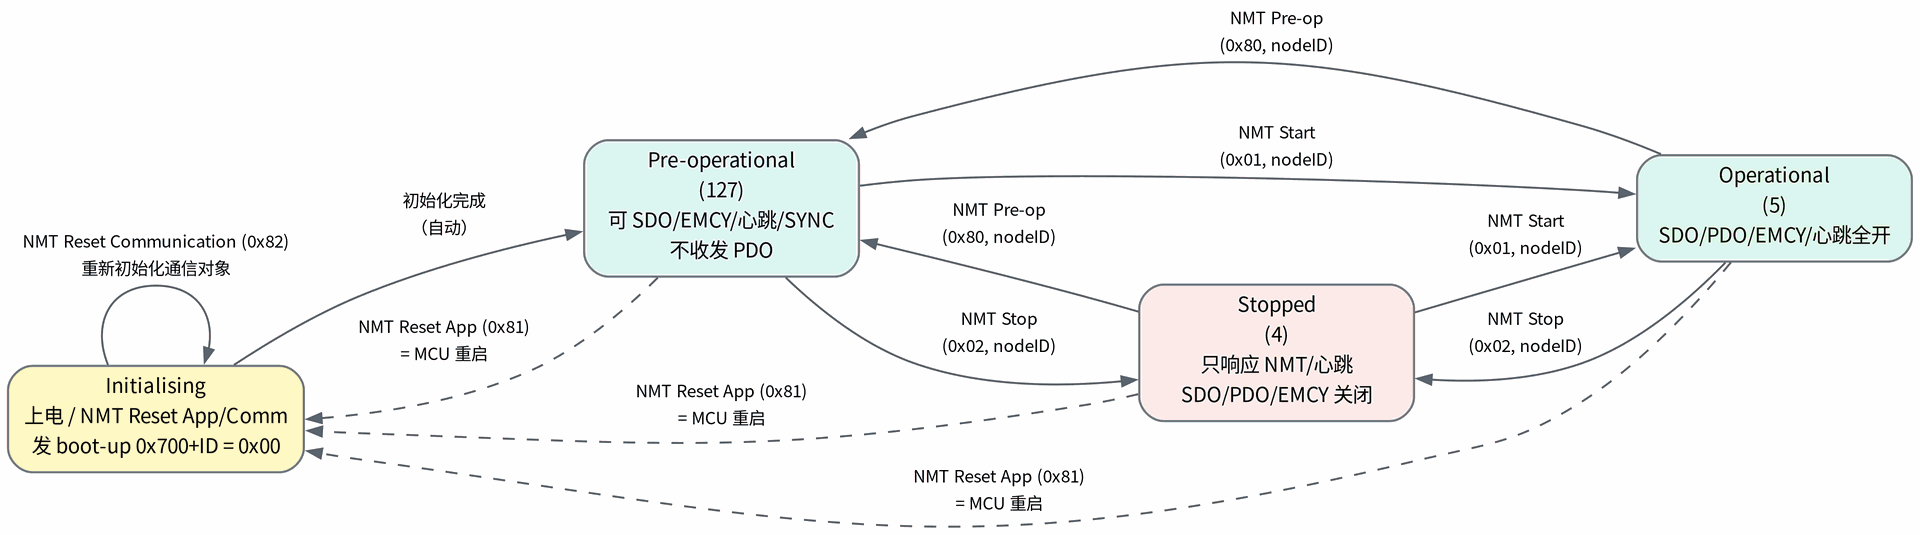 NMT Pre-op
(0x80, nodeID)
NMT Start
(0x01, nodeID)
Pre-operational
(127)
可 SDO/EMCY/心跳/SYNC
不收发 PDO
Operational
(5)
SDO/PDO/EMCY/心跳全开
初始化完成
（自动）
NMT Pre-op
(0x80, nodeID)
NMT Start
(0x01, nodeID)
NMT Reset Communication (0x82)
重新初始化通信对象
NMT Reset App (0x81)
= MCU 重启
NMT Stop
(0x02, nodeID)
Stopped
(4)
只响应 NMT/心跳
SDO/PDO/EMCY 关闭
NMT Stop
(0x02, nodeID)
Initialising
上电 / NMT Reset App/Comm
发 boot-up 0x700+ID = 0x00
NMT Reset App (0x81)
= MCU 重启
NMT Reset App (0x81)
= MCU 重启